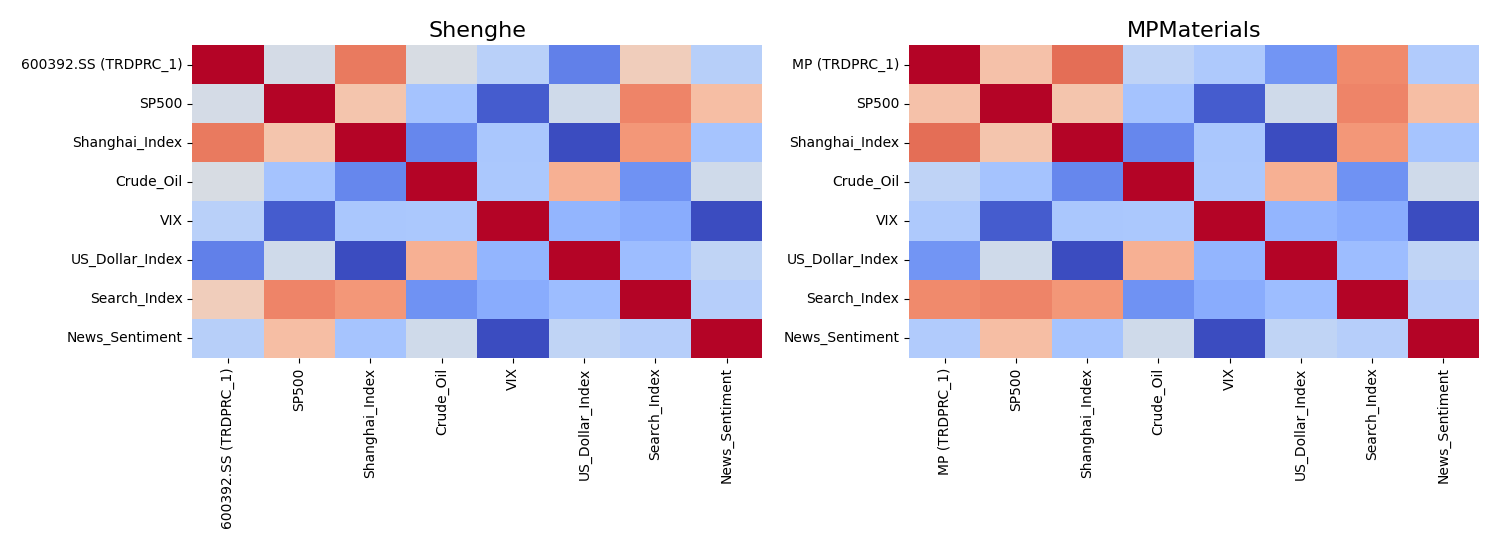 Shenghe
600392.SS (TRDPRC_1)
SP500
Shanghai_Index
Crude_Oil
VIX
US_Dollar_Index
Search_Index
News_Sentiment
600392.SS (TRDPRC_1)
SP500
Shanghai_Index
Crude_Oil
VIX
US_Dollar_Index
Search_Index
News_Sentiment
MPMaterials
MP (TRDPRC_1)
SP500
Shanghai_Index
Crude_Oil
VIX
US_Dollar_Index
Search_Index
News_Sentiment
MP (TRDPRC_1)
SP500
Shanghai_Index
Crude_Oil
VIX
US_Dollar_Index
Search_Index
News_Sentiment